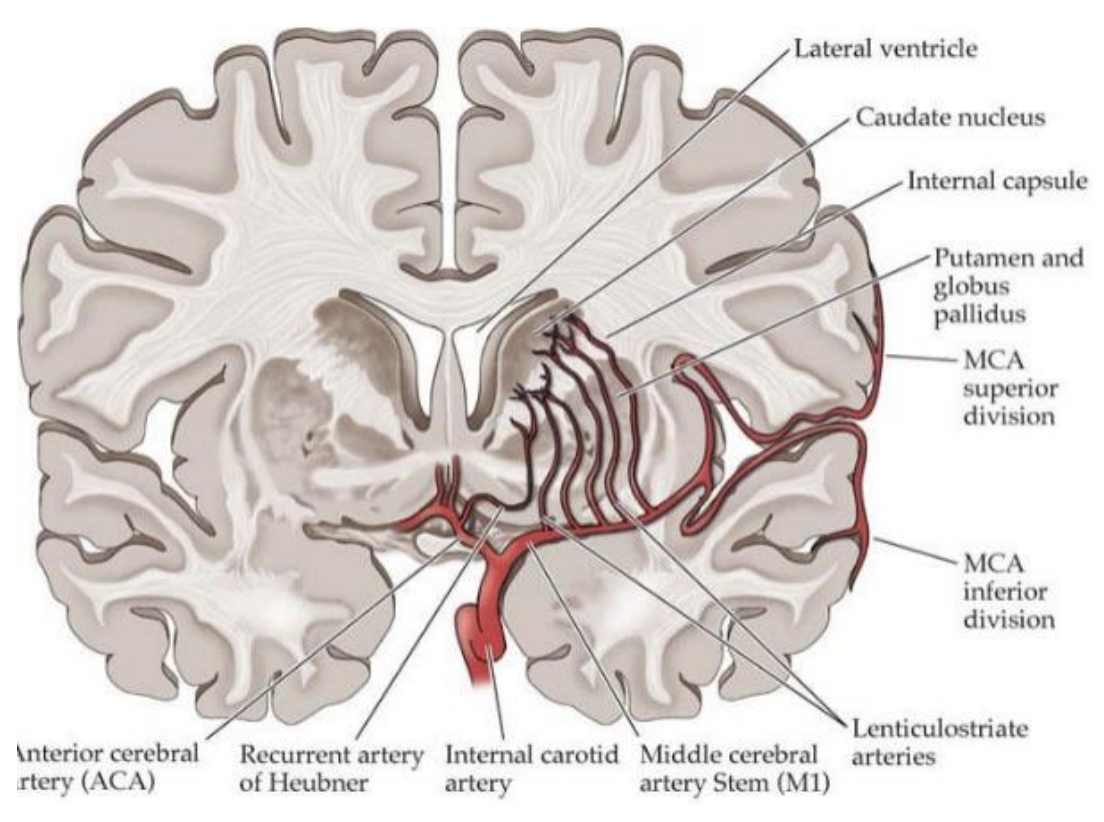 Lateral ventricle
Caudate nucleus
Internal capsule
Putamen and
globus
pallidus
MCA
superior
division
MCA
inferior
division
Lenticulostriate
arteries
Anterior cerebral
rtery (ACA)
Recurrent artery
of Heubner
Internal carotid
artery
Middle cerebral
artery Stem (M1)